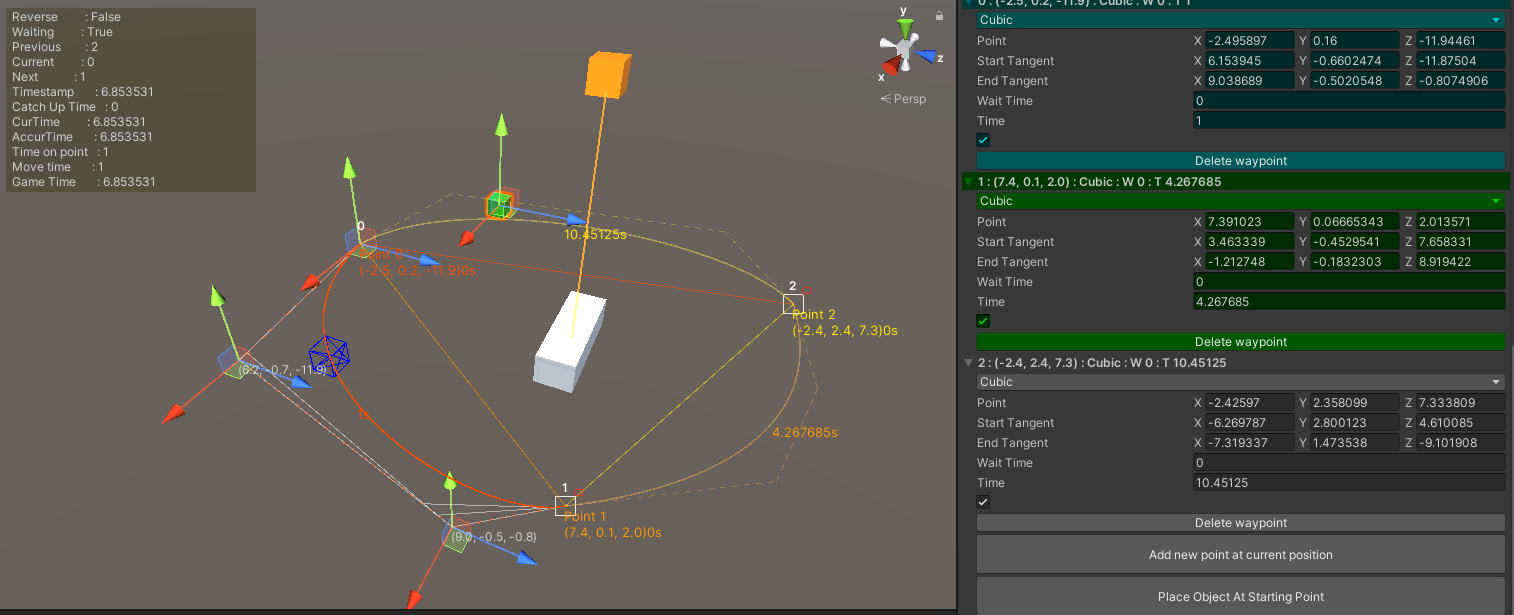 Reverse : False
Waiting : True
Previous : 2
Current : 0
Next : 1
Timestamp : 6.853531
Catch Up Time : 0
CurTime : 6.853531
AccurTime : 6.853531
Time on point : 1
Move time : 1
Game Time : 6.853531
y
z
x
Persp
0
10.45125s
(-2.5, 0.2, -11.9)0s
2
Point 2
(-2.4, 2.4, 7.3)0s
(6.2, -0.7, -11.9)
1s
4.267685s
1
Point 1
(7.4, 0.1, 2.0)0s
(9.0, -0.5, -0.8)
0 : (-2.5, 0.2, -11.9) : Cubic : W 0 : T 1
Cubic
Point X -2.495897 Y 0.16 Z -11.94461
Start Tangent X 6.153945 Y -0.6602474 Z -11.87504
End Tangent X 9.038689 Y -0.5020548 Z -0.8074906
Wait Time 0
Time 1
Delete waypoint
1 : (7.4, 0.1, 2.0) : Cubic : W 0 : T 4.267685
Cubic
Point X 7.391023 Y 0.06665343 Z 2.013571
Start Tangent X 3.463339 Y -0.4529541 Z 7.658331
End Tangent X -1.212748 Y -0.1832303 Z 8.919422
Wait Time 0
Time 4.267685
Delete waypoint
2 : (-2.4, 2.4, 7.3) : Cubic : W 0 : T 10.45125
Cubic
Point X -2.42597 Y 2.358099 Z 7.333809
Start Tangent X -6.269787 Y 2.800123 Z 4.610085
End Tangent X -7.319337 Y 1.473538 Z -9.101908
Wait Time 0
Time 10.45125
Delete waypoint
Add new point at current position
Place Object At Starting Point